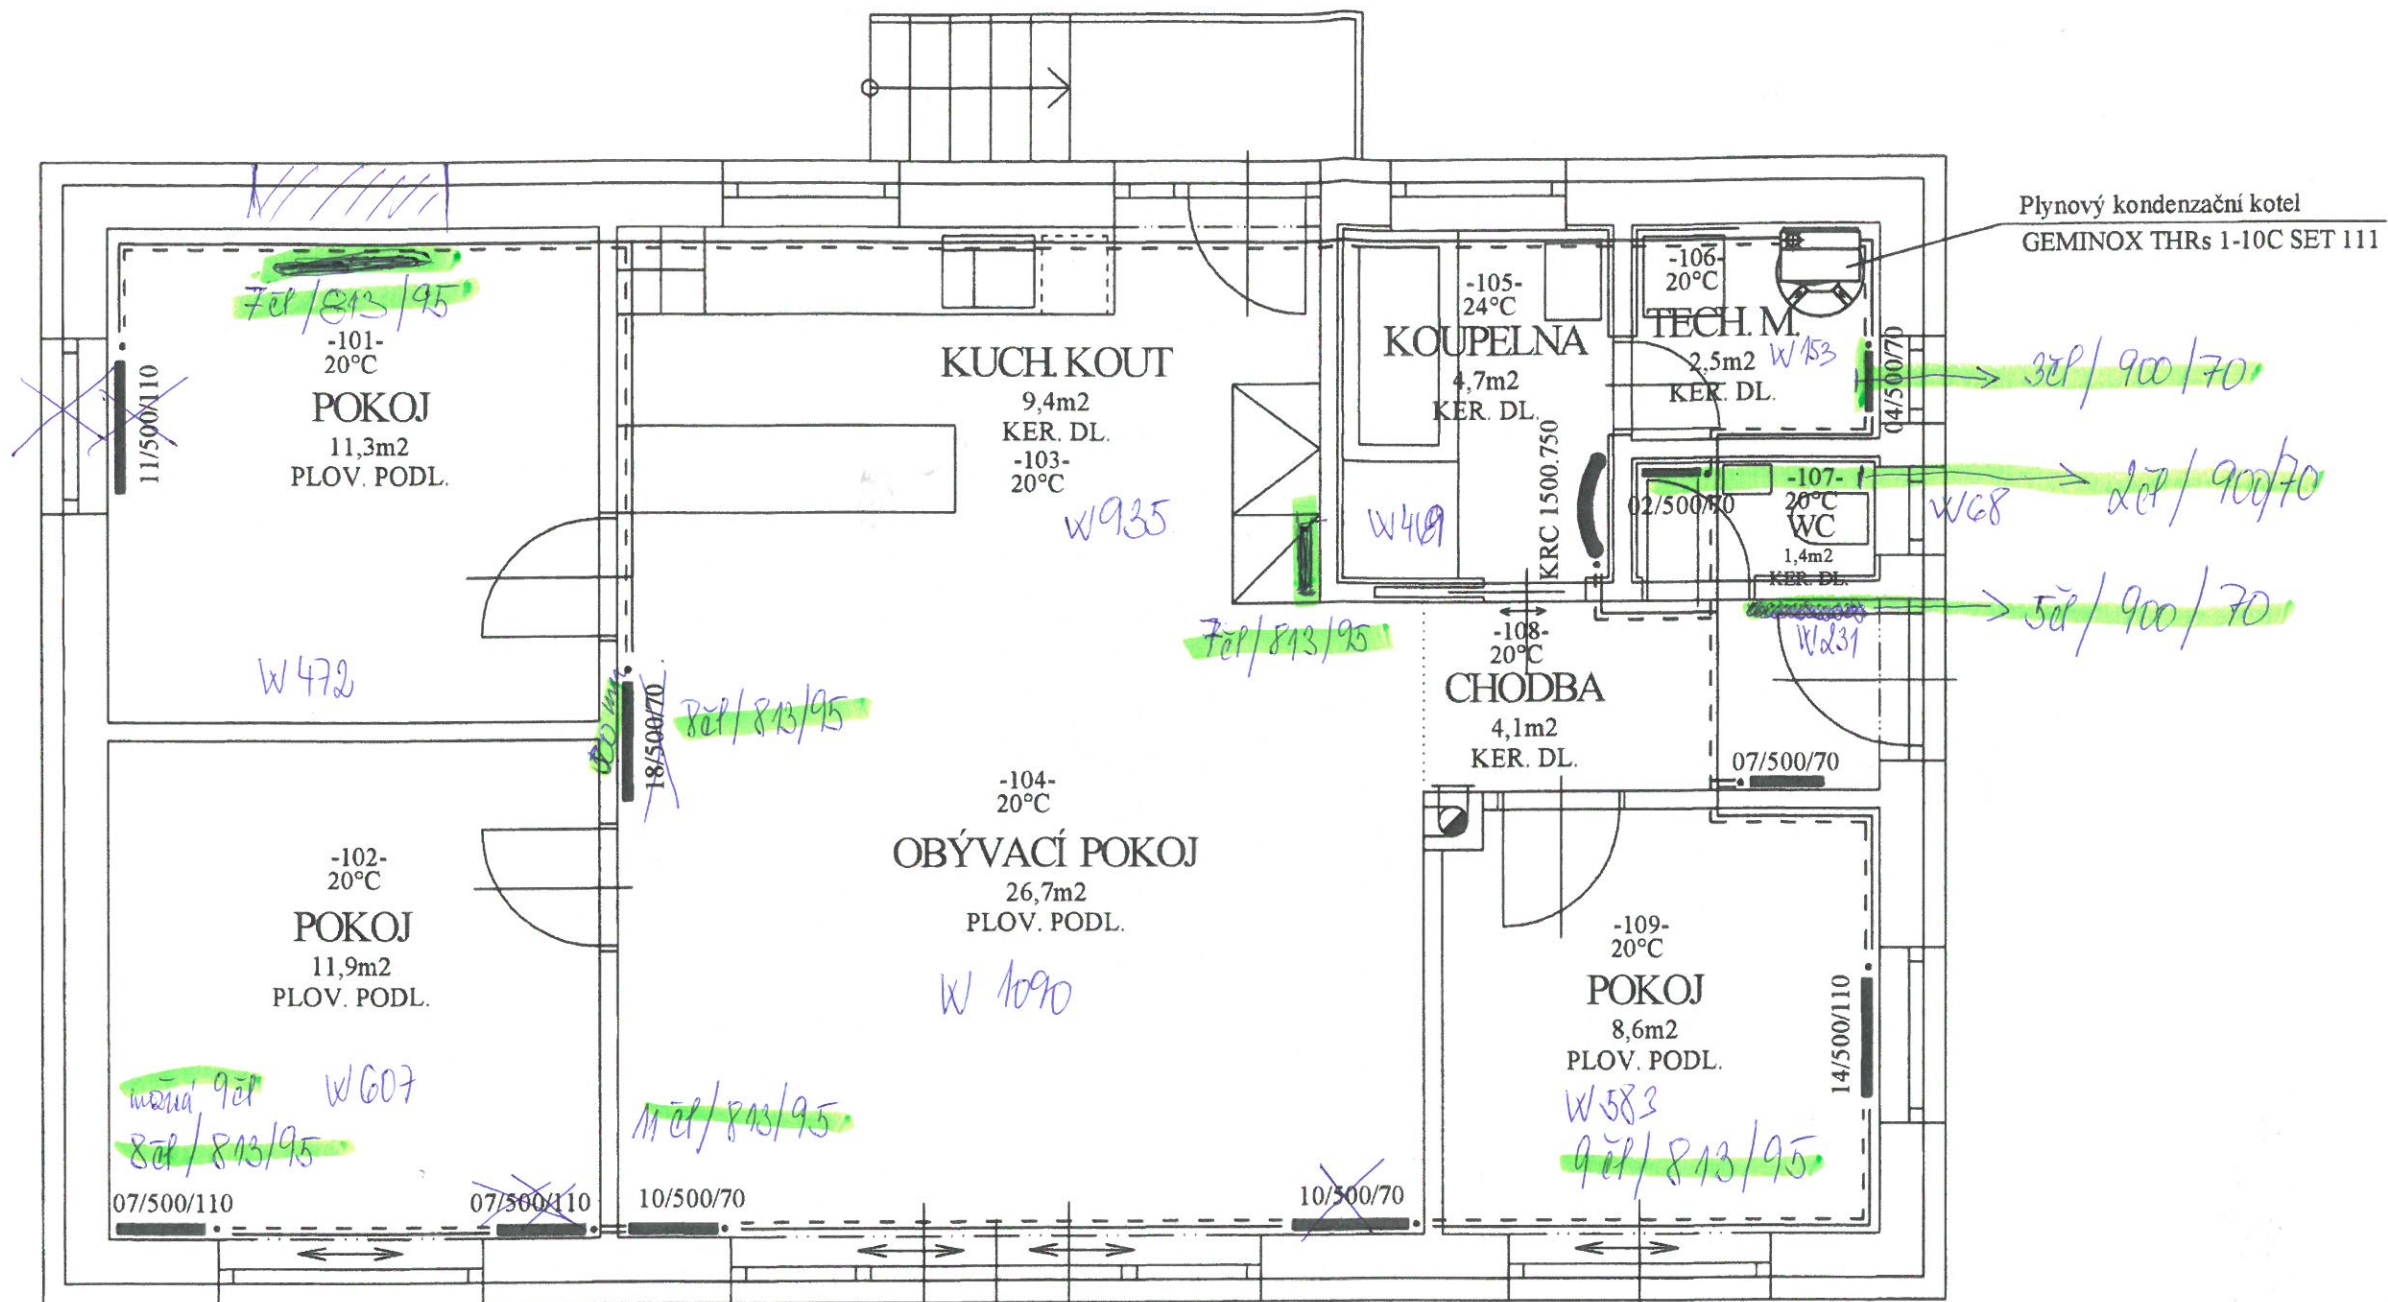 Plynový kondenzační kotel
GEMINOX THRs 1-10C SET 111
7čl/813/95
-101-
20°C
POKOJ
11,3m2
PLOV. PODL.
11/500/110
W 472
KUCH. KOUT
9,4m2
KER. DL.
-103-
20°C
W 935
7čl/813/95
-105-
24°C
KOUPELNA
4,7m2
KER. DL.
KRC 1500.750
-106-
20°C
TECH. M.
2,5m2
KER. DL.
W 153
04/500/70
3čl/900/70
02/500/70
-107-
20°C
WC
1,4m2
KER. DL.
W68
2čl/900/70
5čl/900/70
W231
-108-
20°C
CHODBA
4,1m2
KER. DL.
07/500/70
18/500/70
8čl/813/95
-102-
20°C
POKOJ
11,9m2
PLOV. PODL.
možná 9čl
W607
8čl/813/95
07/500/110
07/500/110
-104-
20°C
OBÝVACÍ POKOJ
26,7m2
PLOV. PODL.
W 1090
11čl/813/95
10/500/70
10/500/70
-109-
20°C
POKOJ
8,6m2
PLOV. PODL.
W583
9čl/813/95
14/500/110